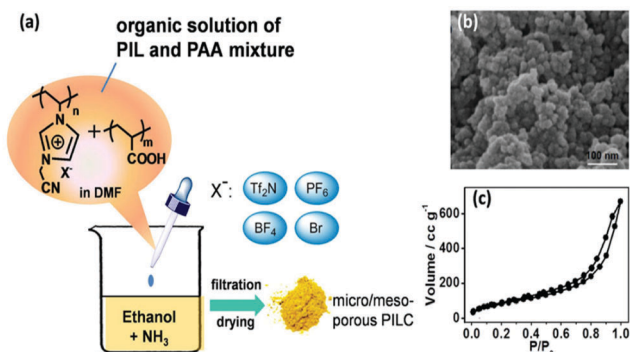 (a)
organic solution of
PIL and PAA mixture
n
+
m
N
⊕
N
X⁻
COOH
CN
in DMF
X⁻:
Tf₂N
PF₆
BF₄
Br
filtration
drying
Ethanol
+ NH₃
micro/meso-
porous PILC
(b)
100 nm
(c)
Volume / cc g⁻¹
600
400
200
0
0.0 0.2 0.4 0.6 0.8 1.0